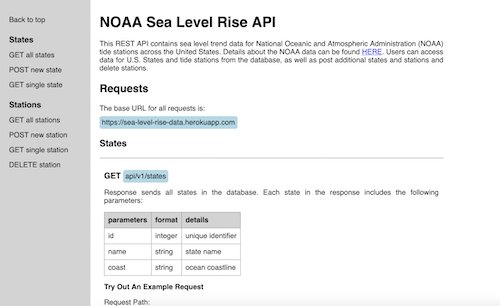 Back to top
States
GET all states
POST new state
GET single state
Stations
GET all stations
POST new station
GET single station
DELETE station
NOAA Sea Level Rise API
This REST API contains sea level trend data for National Oceanic and Atmospheric Administration (NOAA)
tide stations across the United States. Details about the NOAA data can be found HERE. Users can access
data for U.S. States and tide stations from the database, as well as post additional states and stations and
delete stations.
Requests
The base URL for all requests is:
https://sea-level-rise-data.herokuapp.com
States
GET api/v1/states
Response sends all states in the database. Each state in the response includes the following
parameters:
parameters format details
id integer unique identifier
name string state name
coast string ocean coastline
Try Out An Example Request
Request Path: